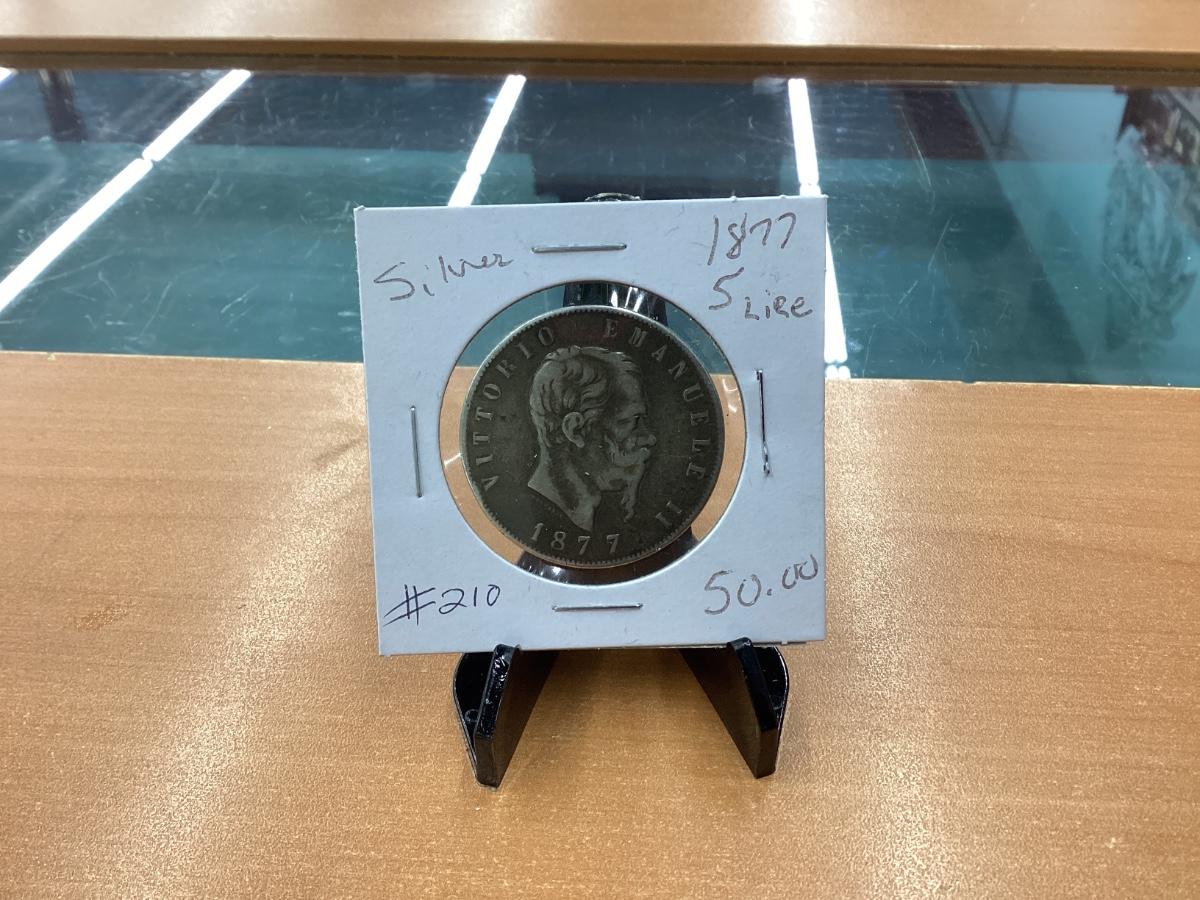 Silver
1877
5 LIRE
VITTORIO EMANUELE II
1877
#210
50.00